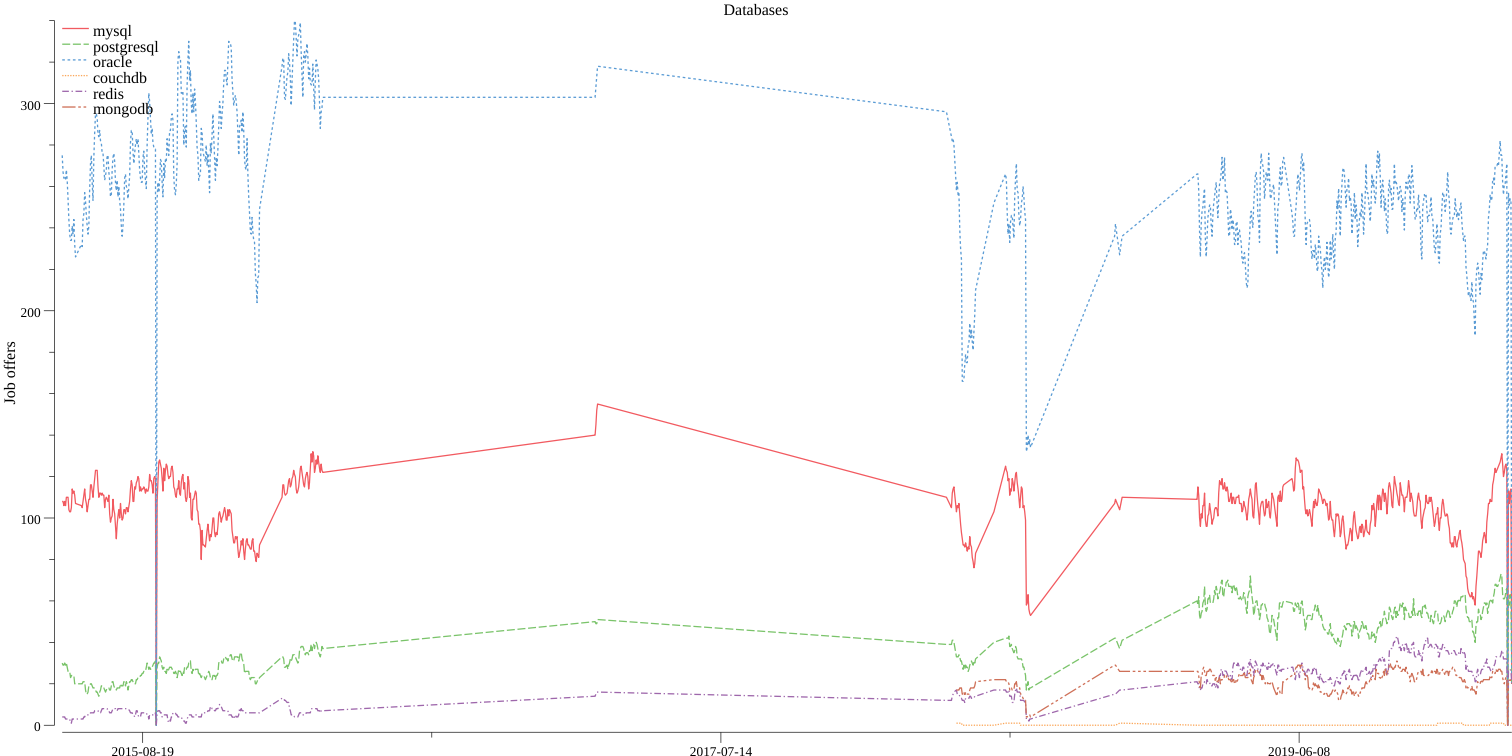 Databases
mysql
postgresql
oracle
couchdb
redis
mongodb
300
200
100
0
Job offers
2015-08-19
2017-07-14
2019-06-08